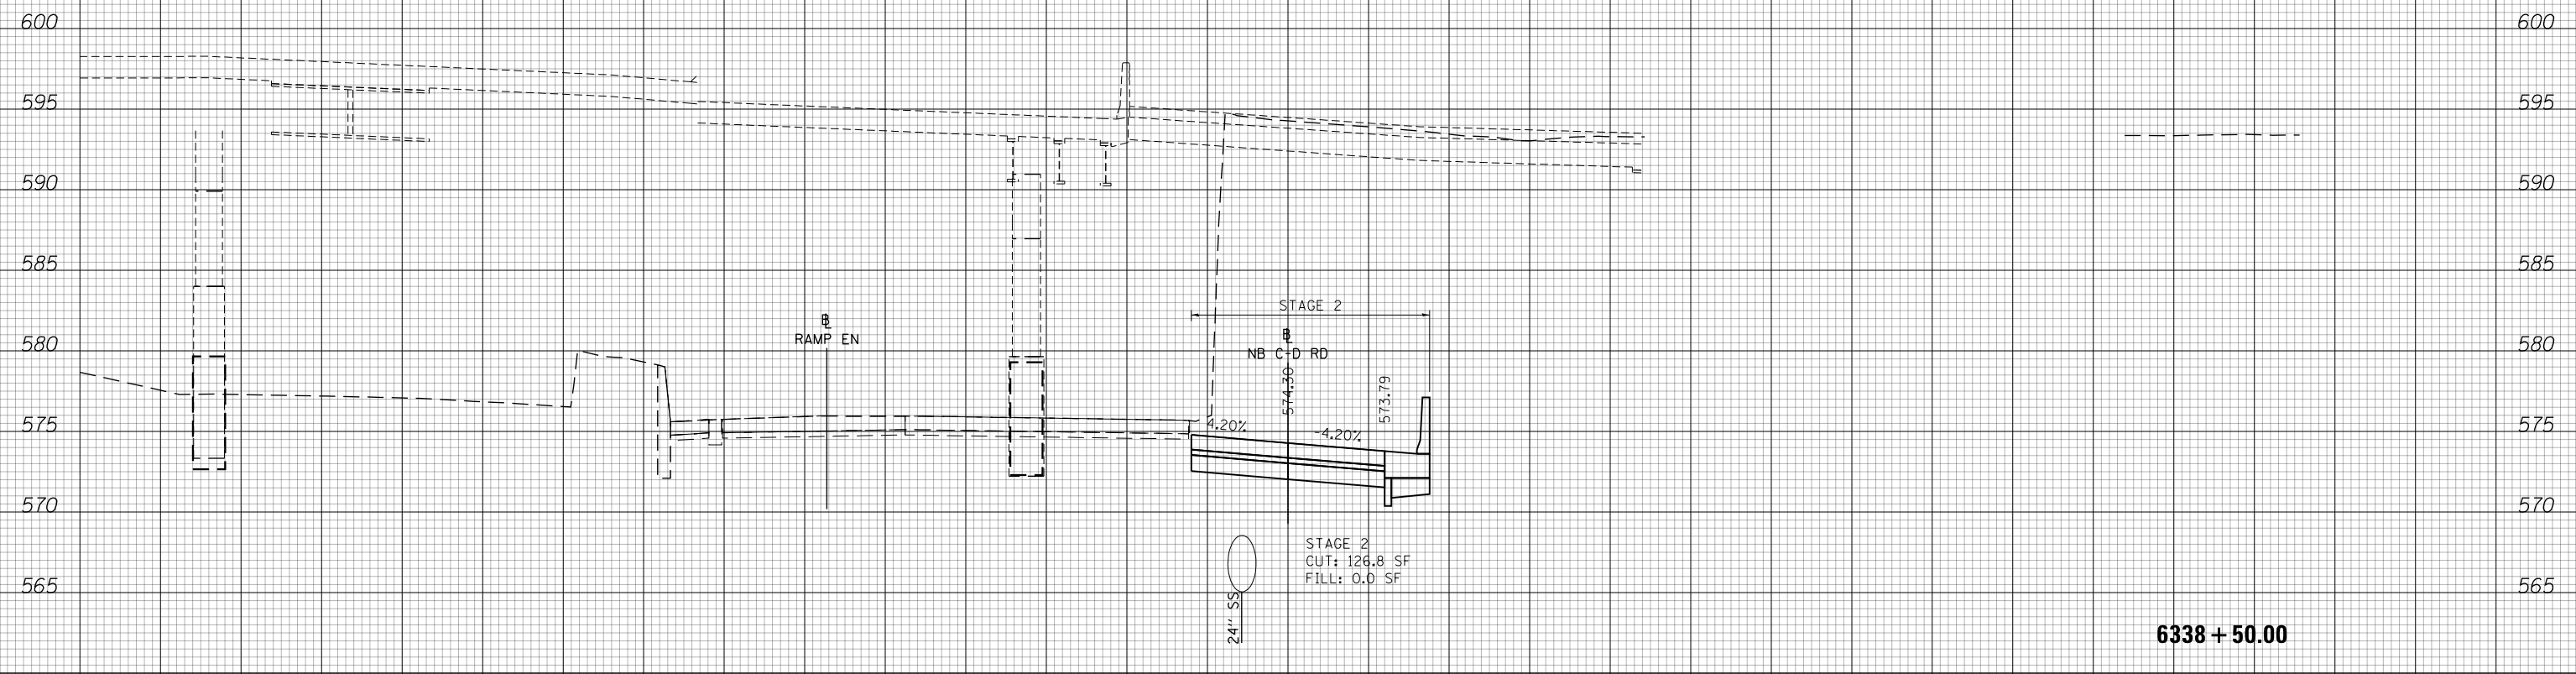 600 600
595 595
590 590
585 585
STAGE 2
℄
RAMP EN
℄
NB C-D RD
580 580
574.30
573.79
575 575
4.20%
-4.20%
570 570
STAGE 2
CUT: 126.8 SF
FILL: 0.0 SF
565 565
24'' SS
6338+50.00